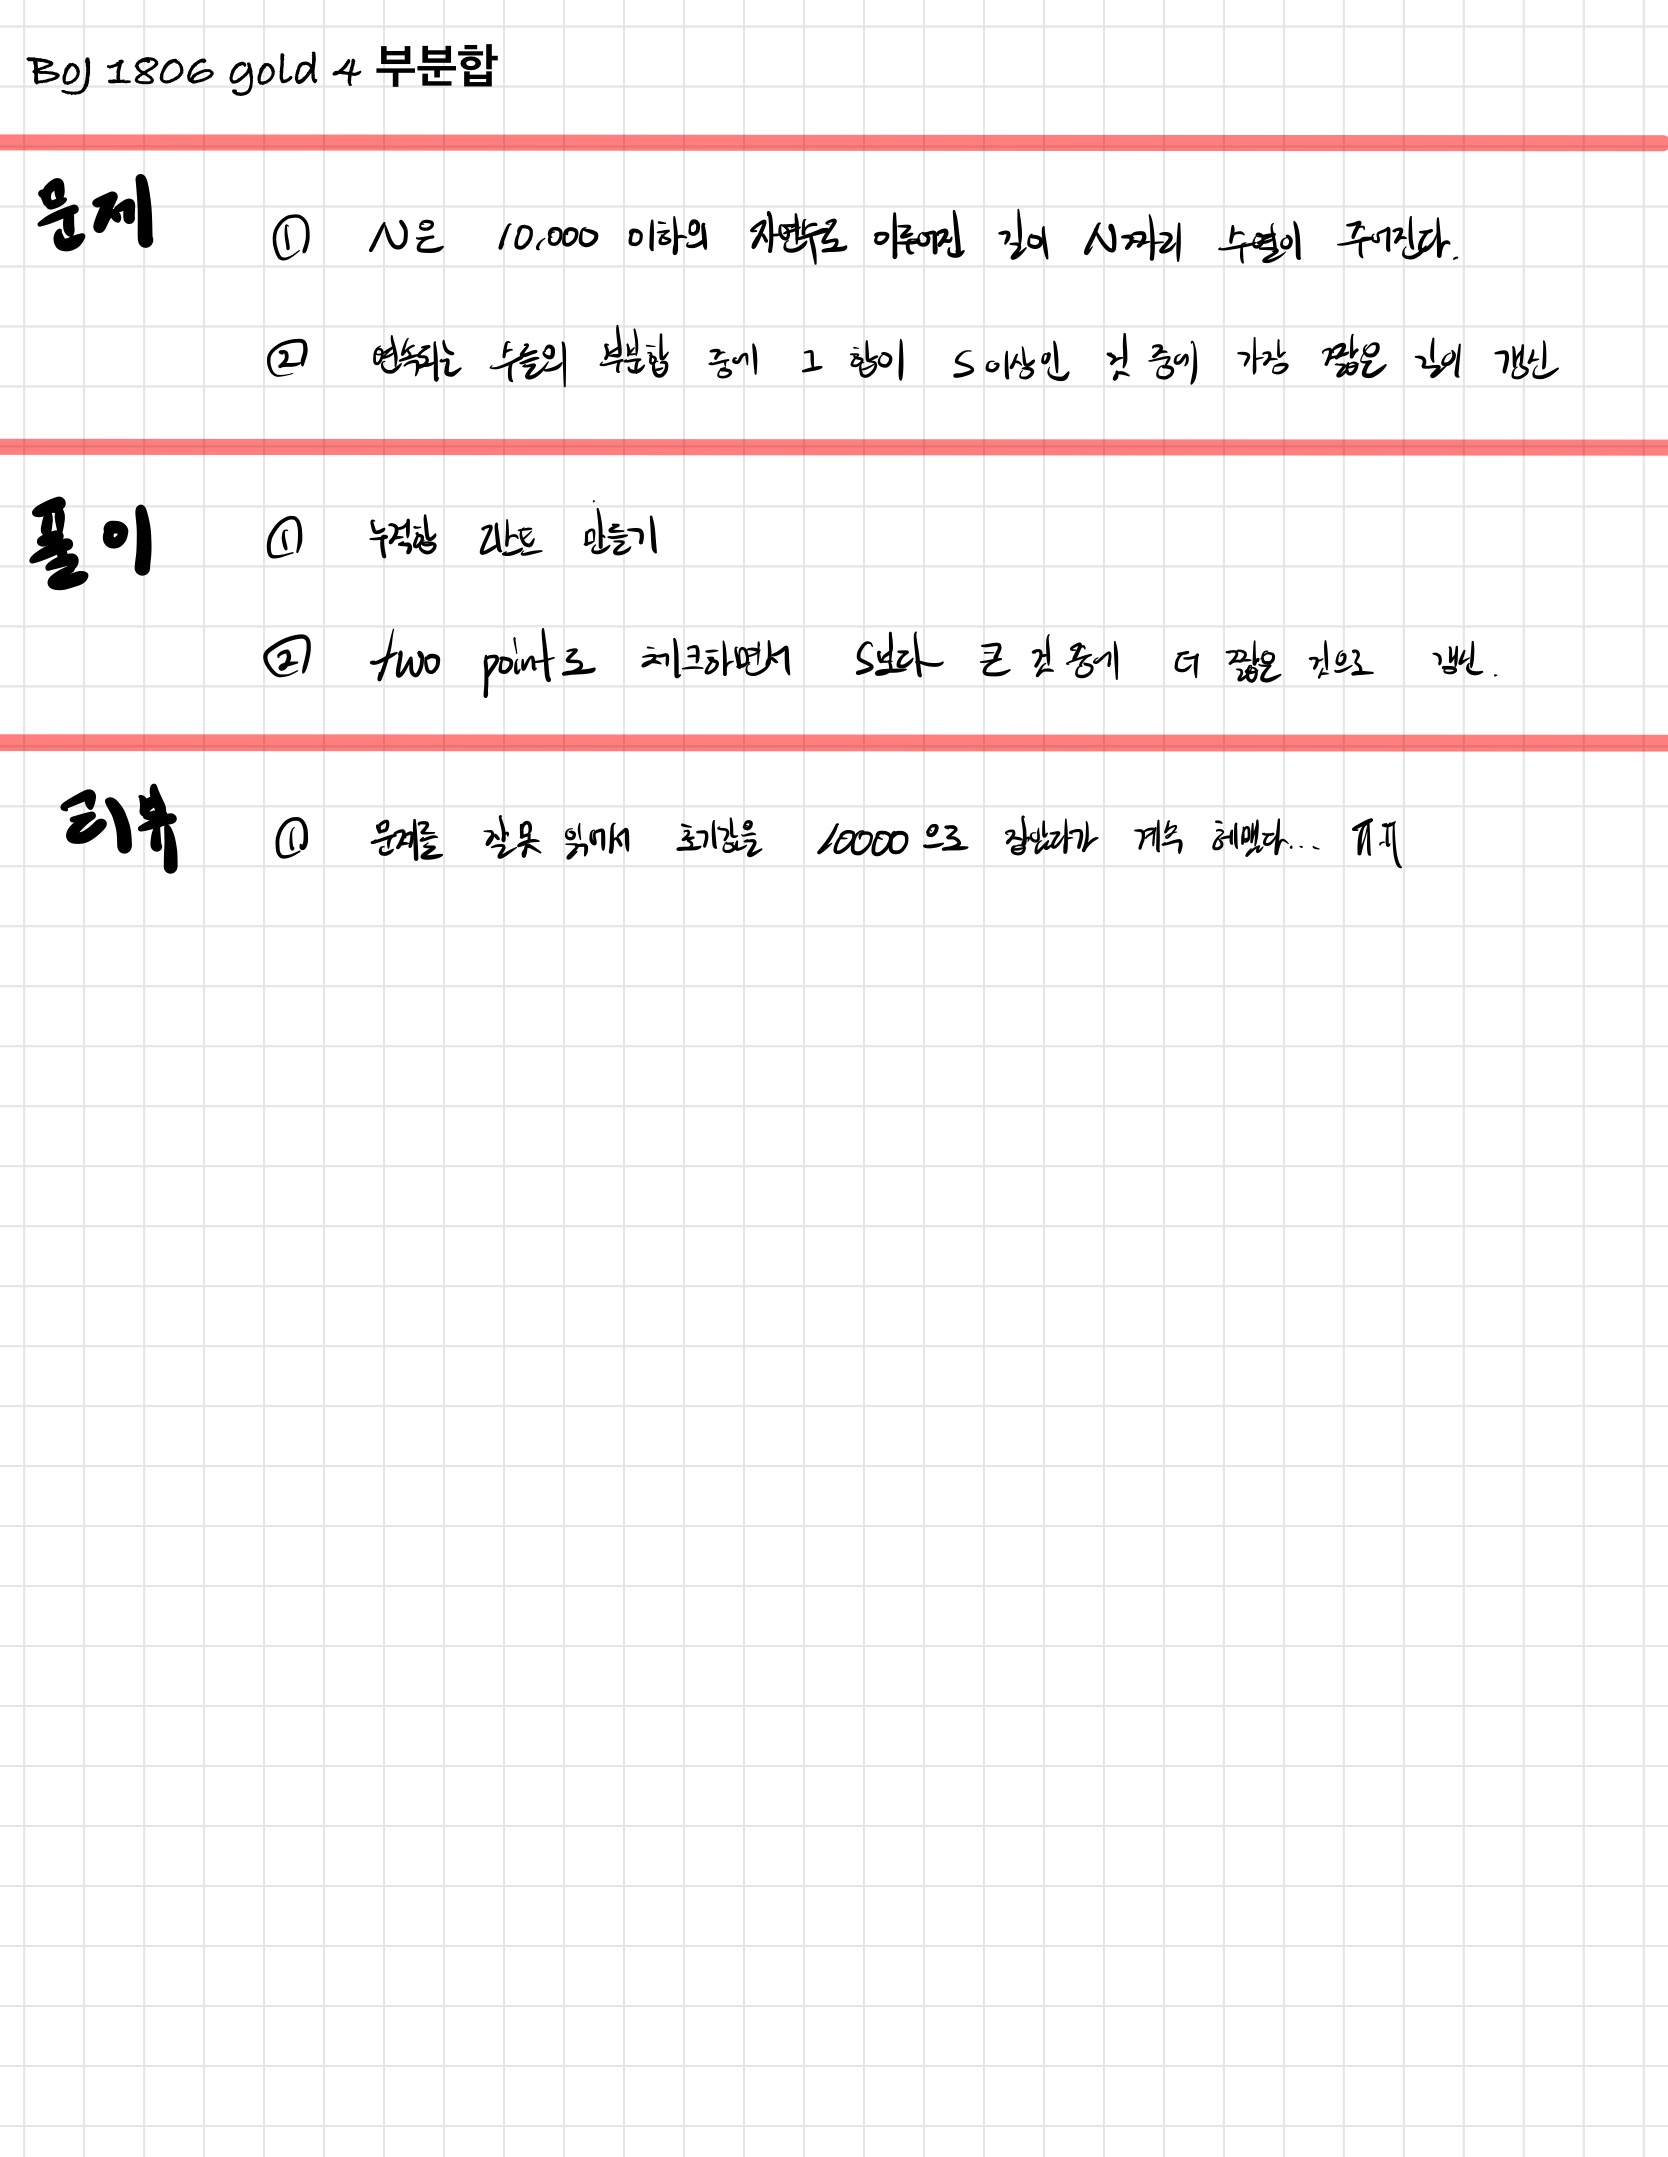 BOJ 1806 gold 4 부분합
문제
① N은 10,000 이하의 자연수로 이루어진 길이 N짜리 수열이 주어진다.
② 연속되는 수들의 부분합 중에 그 합이 S 이상인 것 중에 가장 짧은 길이 갱신
풀이
① 누적합 리스트 만들기
② two point로 체크하면서 S보다 큰 것 중에 더 짧은 것으로 갱신.
리뷰
① 문제를 잘못 읽어서 초기값을 10000으로 잡았다가 계속 헤맸다... ㅠㅠ